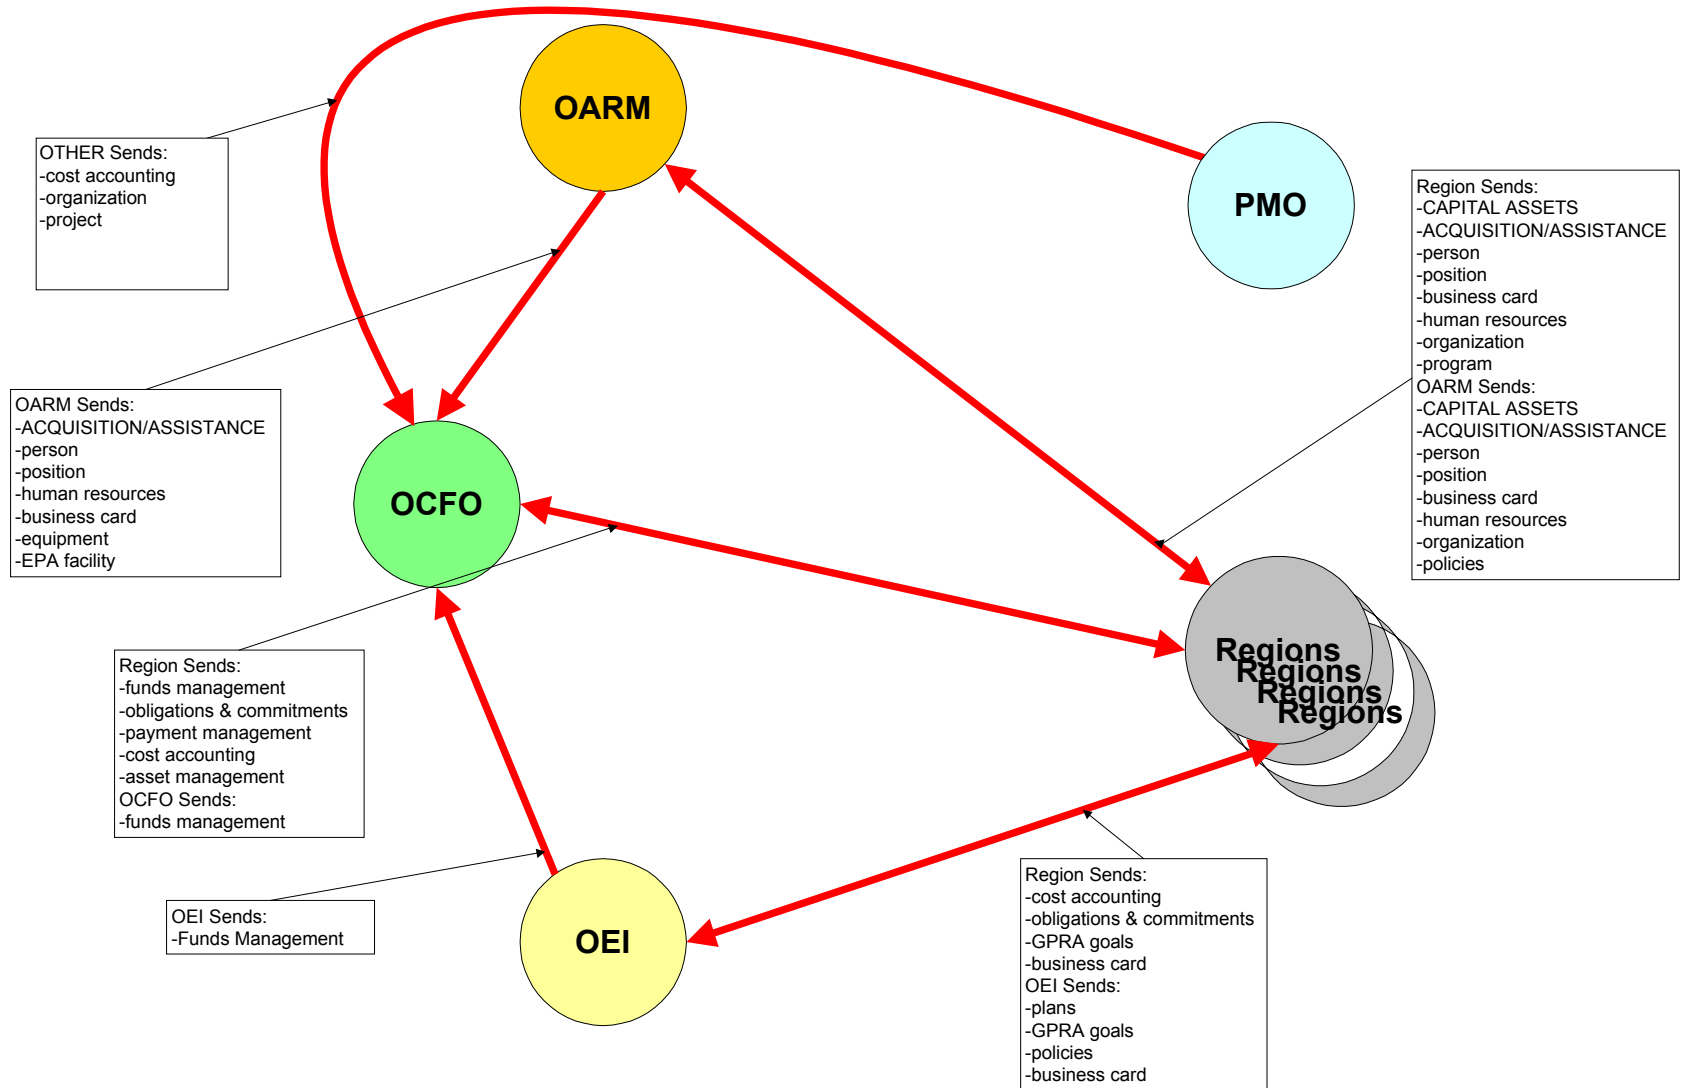 OARM
PMO
OTHER Sends:
-cost accounting
-organization
-project
Region Sends:
-CAPITAL ASSETS
-ACQUISITION/ASSISTANCE
-person
-position
-business card
-human resources
-organization
-program
OARM Sends:
-CAPITAL ASSETS
-ACQUISITION/ASSISTANCE
-person
-position
-business card
-human resources
-organization
-policies
OARM Sends:
-ACQUISITION/ASSISTANCE
-person
-position
-human resources
-business card
-equipment
-EPA facility
OCFO
Regions
Regions
Regions
Regions
Region Sends:
-funds management
-obligations & commitments
-payment management
-cost accounting
-asset management
OCFO Sends:
-funds management
OEI Sends:
-Funds Management
OEI
Region Sends:
-cost accounting
-obligations & commitments
-GPRA goals
-business card
OEI Sends:
-plans
-GPRA goals
-policies
-business card